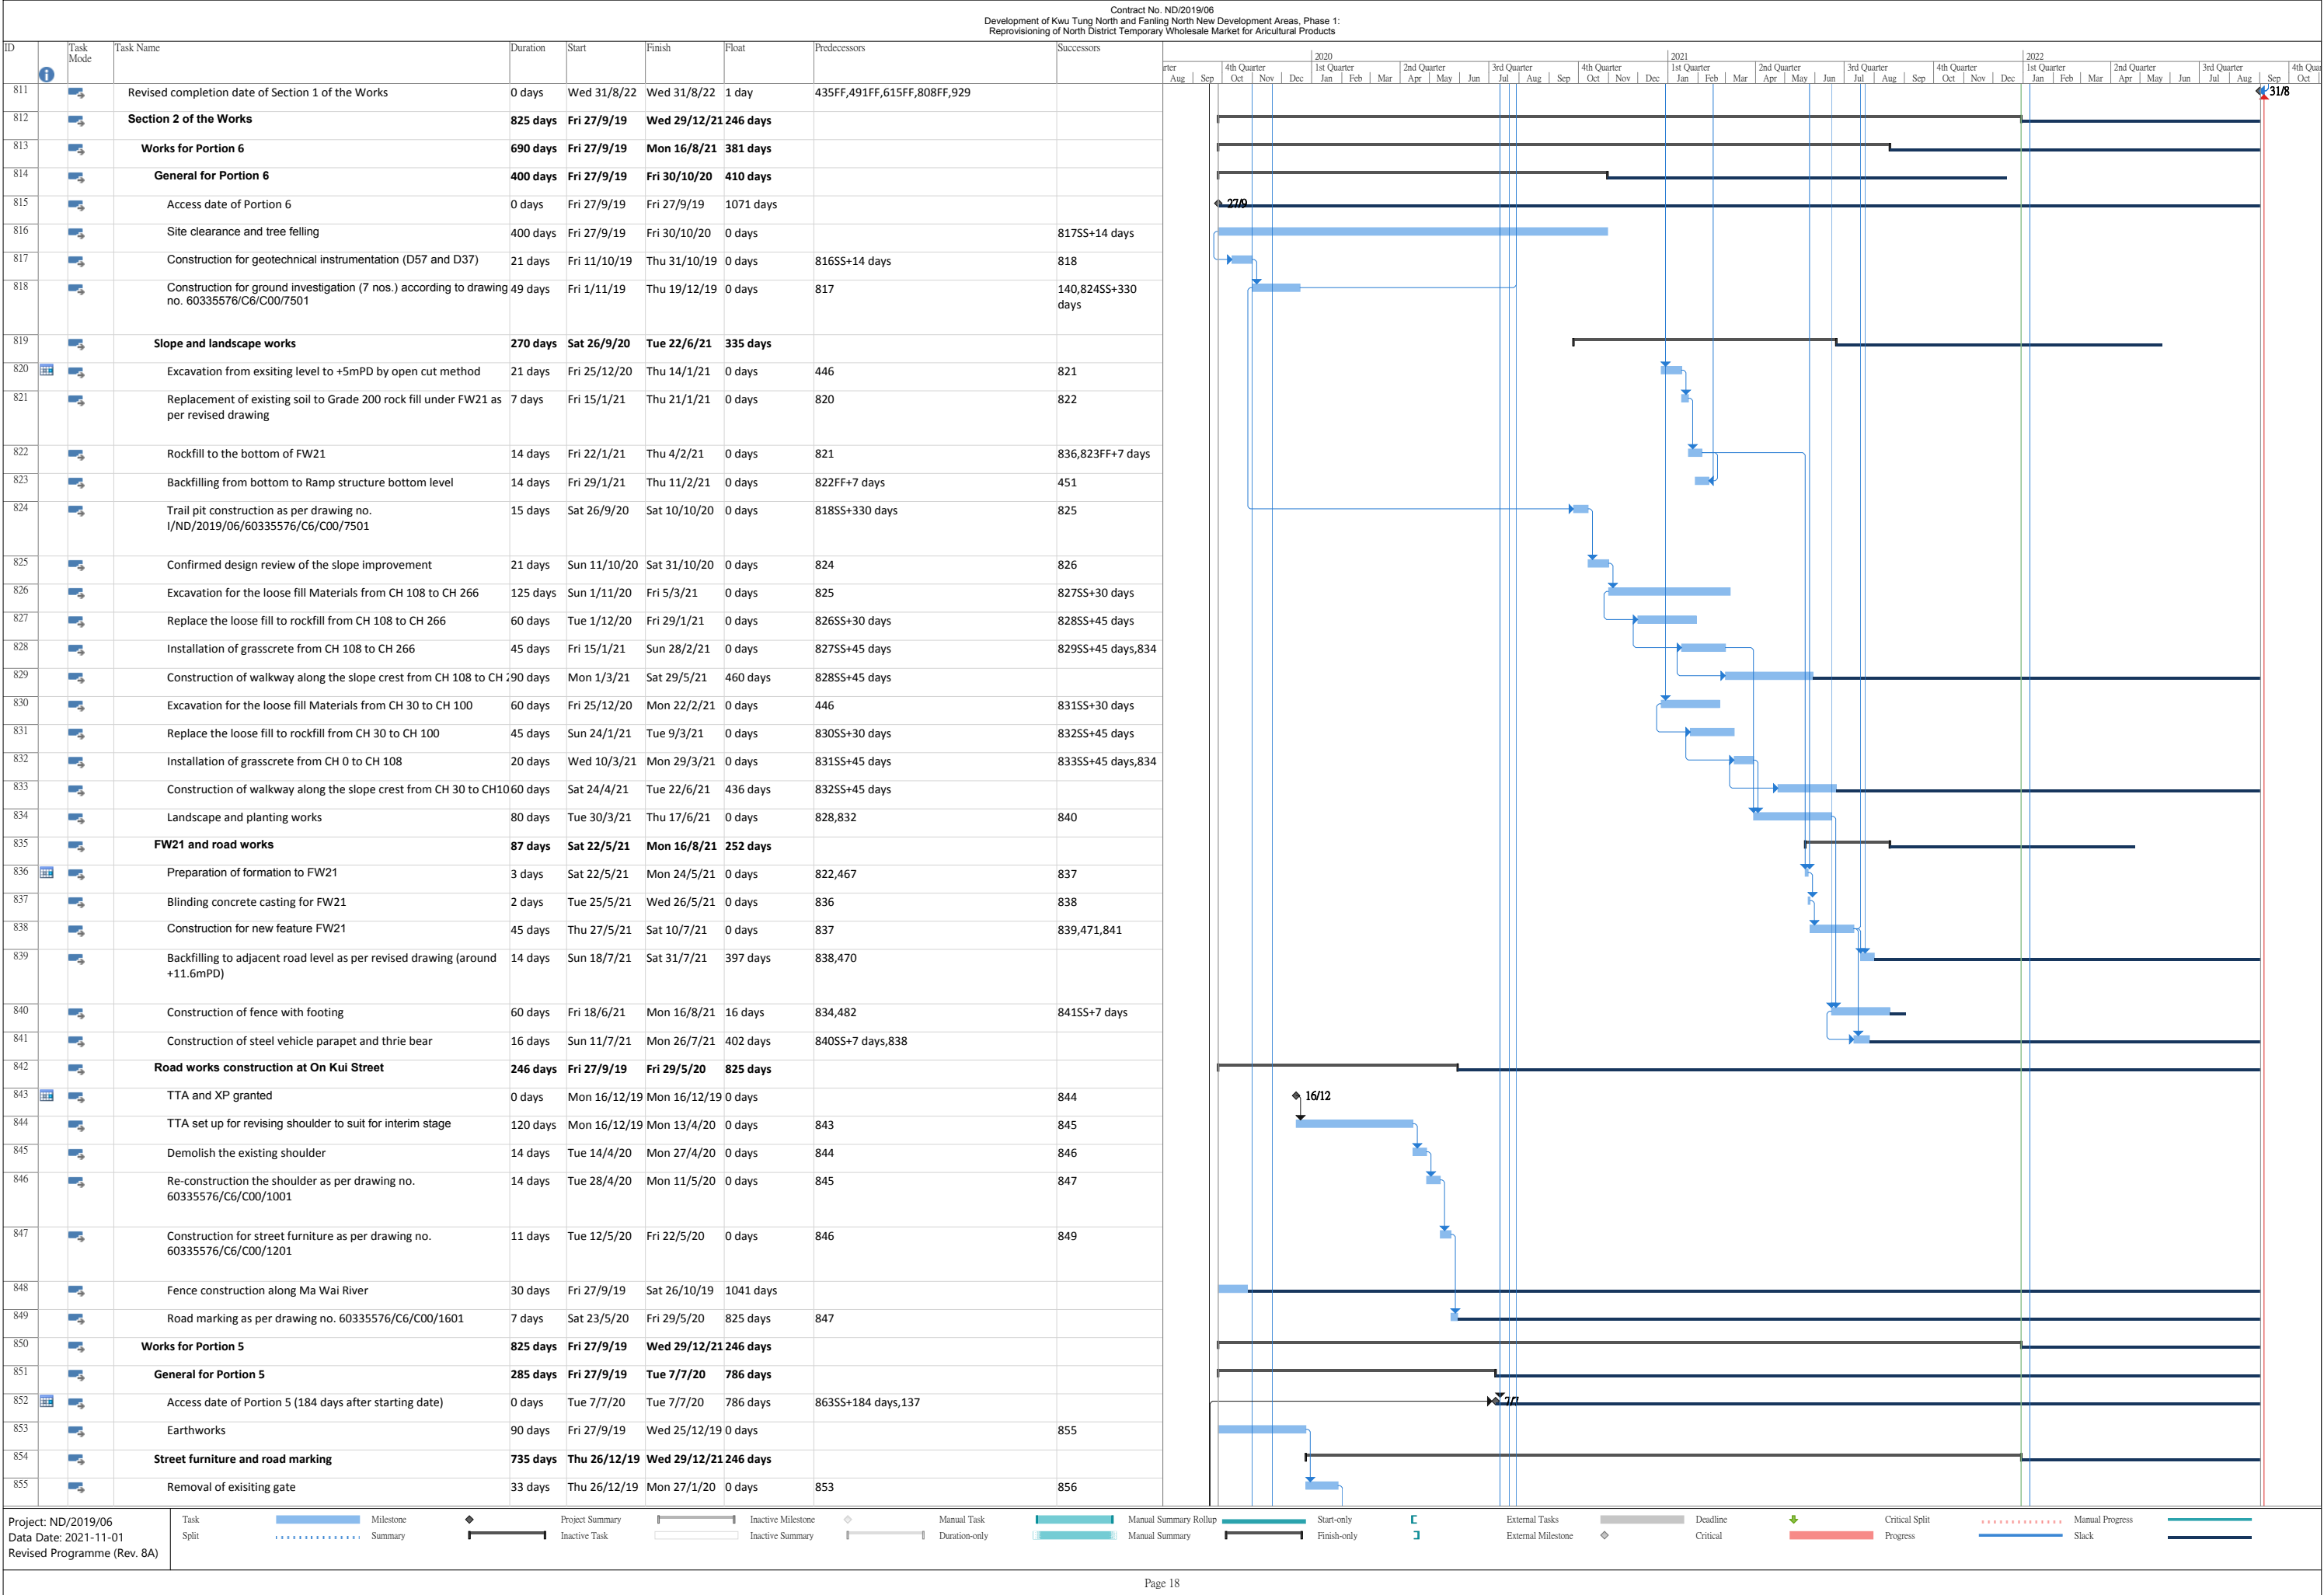 Contract No. ND/2019/06
Development of Kwu Tung North and Fanling North New Development Areas, Phase 1:
Reprovisioning of North District Temporary Wholesale Market for Aricultural Products
ID Task Mode Task Name Duration Start Finish Float Predecessors Successors
2020 2021 2022
rter 4th Quarter 1st Quarter 2nd Quarter 3rd Quarter 4th Quarter 1st Quarter 2nd Quarter 3rd Quarter 4th Quarter 1st Quarter 2nd Quarter 3rd Quarter 4th Qua
Aug Sep Oct Nov Dec Jan Feb Mar Apr May Jun Jul Aug Sep Oct Nov Dec Jan Feb Mar Apr May Jun Jul Aug Sep Oct Nov Dec Jan Feb Mar Apr May Jun Jul Aug Sep Oct
811 Revised completion date of Section 1 of the Works 0 days Wed 31/8/22 Wed 31/8/22 1 day 435FF,491FF,615FF,808FF,929 31/8
812 Section 2 of the Works 825 days Fri 27/9/19 Wed 29/12/21 246 days
813 Works for Portion 6 690 days Fri 27/9/19 Mon 16/8/21 381 days
814 General for Portion 6 400 days Fri 27/9/19 Fri 30/10/20 410 days
815 Access date of Portion 6 0 days Fri 27/9/19 Fri 27/9/19 1071 days 27/9
816 Site clearance and tree felling 400 days Fri 27/9/19 Fri 30/10/20 0 days 817SS+14 days
817 Construction for geotechnical instrumentation (D57 and D37) 21 days Fri 11/10/19 Thu 31/10/19 0 days 816SS+14 days 818
818 Construction for ground investigation (7 nos.) according to drawing 49 days Fri 1/11/19 Thu 19/12/19 0 days 817 140,824SS+330
no. 60335576/C6/C00/7501 days
819 Slope and landscape works 270 days Sat 26/9/20 Tue 22/6/21 335 days
820 Excavation from exsiting level to +5mPD by open cut method 21 days Fri 25/12/20 Thu 14/1/21 0 days 446 821
821 Replacement of existing soil to Grade 200 rock fill under FW21 as 7 days Fri 15/1/21 Thu 21/1/21 0 days 820 822
per revised drawing
822 Rockfill to the bottom of FW21 14 days Fri 22/1/21 Thu 4/2/21 0 days 821 836,823FF+7 days
823 Backfilling from bottom to Ramp structure bottom level 14 days Fri 29/1/21 Thu 11/2/21 0 days 822FF+7 days 451
824 Trail pit construction as per drawing no. 15 days Sat 26/9/20 Sat 10/10/20 0 days 818SS+330 days 825
I/ND/2019/06/60335576/C6/C00/7501
825 Confirmed design review of the slope improvement 21 days Sun 11/10/20 Sat 31/10/20 0 days 824 826
826 Excavation for the loose fill Materials from CH 108 to CH 266 125 days Sun 1/11/20 Fri 5/3/21 0 days 825 827SS+30 days
827 Replace the loose fill to rockfill from CH 108 to CH 266 60 days Tue 1/12/20 Fri 29/1/21 0 days 826SS+30 days 828SS+45 days
828 Installation of grasscrete from CH 108 to CH 266 45 days Fri 15/1/21 Sun 28/2/21 0 days 827SS+45 days 829SS+45 days,834
829 Construction of walkway along the slope crest from CH 108 to CH 2 90 days Mon 1/3/21 Sat 29/5/21 460 days 828SS+45 days
830 Excavation for the loose fill Materials from CH 30 to CH 100 60 days Fri 25/12/20 Mon 22/2/21 0 days 446 831SS+30 days
831 Replace the loose fill to rockfill from CH 30 to CH 100 45 days Sun 24/1/21 Tue 9/3/21 0 days 830SS+30 days 832SS+45 days
832 Installation of grasscrete from CH 0 to CH 108 20 days Wed 10/3/21 Mon 29/3/21 0 days 831SS+45 days 833SS+45 days,834
833 Construction of walkway along the slope crest from CH 30 to CH10 60 days Sat 24/4/21 Tue 22/6/21 436 days 832SS+45 days
834 Landscape and planting works 80 days Tue 30/3/21 Thu 17/6/21 0 days 828,832 840
835 FW21 and road works 87 days Sat 22/5/21 Mon 16/8/21 252 days
836 Preparation of formation to FW21 3 days Sat 22/5/21 Mon 24/5/21 0 days 822,467 837
837 Blinding concrete casting for FW21 2 days Tue 25/5/21 Wed 26/5/21 0 days 836 838
838 Construction for new feature FW21 45 days Thu 27/5/21 Sat 10/7/21 0 days 837 839,471,841
839 Backfilling to adjacent road level as per revised drawing (around 14 days Sun 18/7/21 Sat 31/7/21 397 days 838,470
+11.6mPD)
840 Construction of fence with footing 60 days Fri 18/6/21 Mon 16/8/21 16 days 834,482 841SS+7 days
841 Construction of steel vehicle parapet and thrie bear 16 days Sun 11/7/21 Mon 26/7/21 402 days 840SS+7 days,838
842 Road works construction at On Kui Street 246 days Fri 27/9/19 Fri 29/5/20 825 days
843 TTA and XP granted 0 days Mon 16/12/19 Mon 16/12/19 0 days 844 16/12
844 TTA set up for revising shoulder to suit for interim stage 120 days Mon 16/12/19 Mon 13/4/20 0 days 843 845
845 Demolish the existing shoulder 14 days Tue 14/4/20 Mon 27/4/20 0 days 844 846
846 Re-construction the shoulder as per drawing no. 14 days Tue 28/4/20 Mon 11/5/20 0 days 845 847
60335576/C6/C00/1001
847 Construction for street furniture as per drawing no. 11 days Tue 12/5/20 Fri 22/5/20 0 days 846 849
60335576/C6/C00/1201
848 Fence construction along Ma Wai River 30 days Fri 27/9/19 Sat 26/10/19 1041 days
849 Road marking as per drawing no. 60335576/C6/C00/1601 7 days Sat 23/5/20 Fri 29/5/20 825 days 847
850 Works for Portion 5 825 days Fri 27/9/19 Wed 29/12/21 246 days
851 General for Portion 5 285 days Fri 27/9/19 Tue 7/7/20 786 days
852 Access date of Portion 5 (184 days after starting date) 0 days Tue 7/7/20 Tue 7/7/20 786 days 863SS+184 days,137 7/7
853 Earthworks 90 days Fri 27/9/19 Wed 25/12/19 0 days 855
854 Street furniture and road marking 735 days Thu 26/12/19 Wed 29/12/21 246 days
855 Removal of exisiting gate 33 days Thu 26/12/19 Mon 27/1/20 0 days 853 856
Project: ND/2019/06
Data Date: 2021-11-01
Revised Programme (Rev. 8A)
Task Milestone Project Summary Inactive Milestone Manual Task Manual Summary Rollup Start-only External Tasks Deadline Critical Split Manual Progress
Split Summary Inactive Task Inactive Summary Duration-only Manual Summary Finish-only External Milestone Critical Progress Slack
Page 18